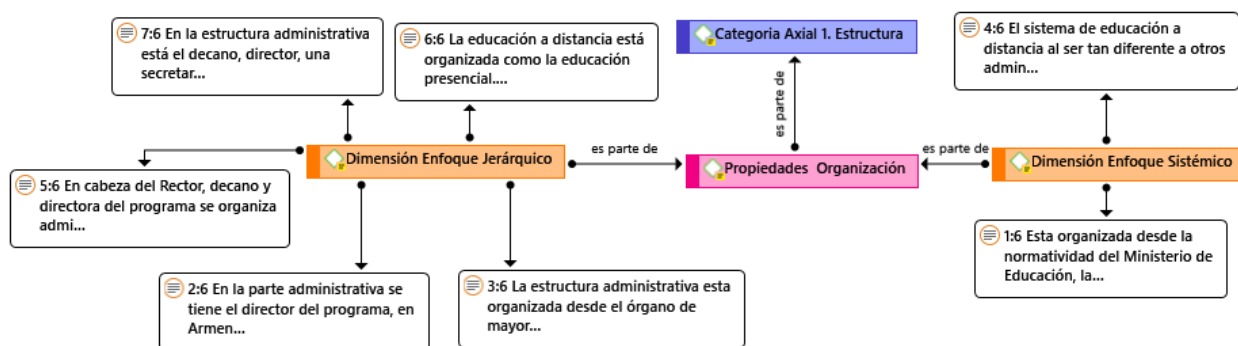 7:6 En la estructura administrativa
está el decano, director, una
secretar...
6:6 La educación a distancia está
organizada como la educación
presencial....
Categoria Axial 1. Estructura
4:6 El sistema de educación a
distancia al ser tan diferente a otros
admin...
es parte de
Dimensión Enfoque Jerárquico
es parte de
Propiedades Organización
es parte de
Dimensión Enfoque Sistémico
5:6 En cabeza del Rector, decano y
directora del programa se organiza
admi...
2:6 En la parte administrativa se
tiene el director del programa, en
Armen...
3:6 La estructura administrativa esta
organizada desde el órgano de
mayor...
1:6 Esta organizada desde la
normatividad del Ministerio de
Educación, la...